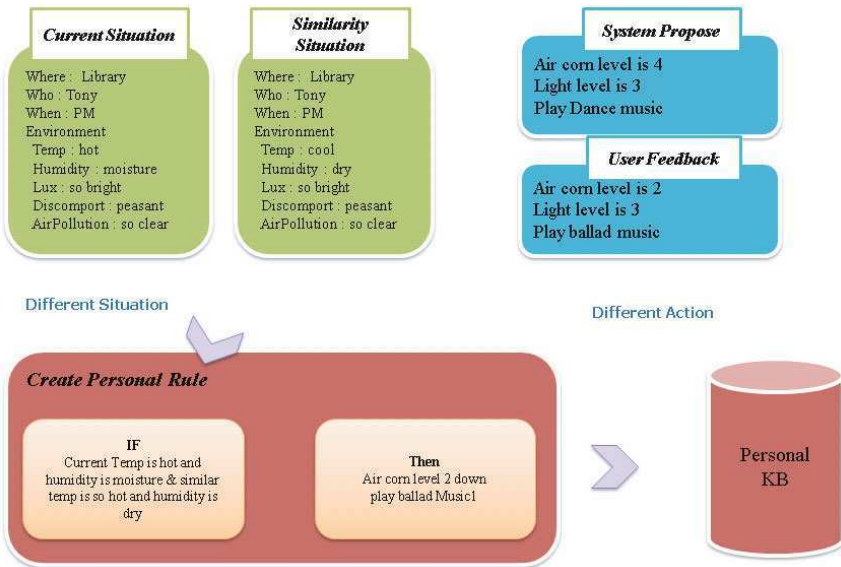 Current Situation
Where : Library
Who : Tony
When : PM
Environment
Temp : hot
Humidity : moisture
Lux : so bright
Discomport : peasant
AirPollution : so clear
Similarity
Situation
Where : Library
Who : Tony
When : PM
Environment
Temp : cool
Humidity : dry
Lux : so bright
Discomport : peasant
AirPollution : so clear
System Propose
Air corn level is 4
Light level is 3
Play Dance music
User Feedback
Air corn level is 2
Light level is 3
Play ballad music
Different Situation
Different Action
Create Personal Rule
IF
Current Temp is hot and
humidity is moisture & similar
temp is so hot and humidity is
dry
Then
Air corn level 2 down
play ballad Music1
Personal
KB